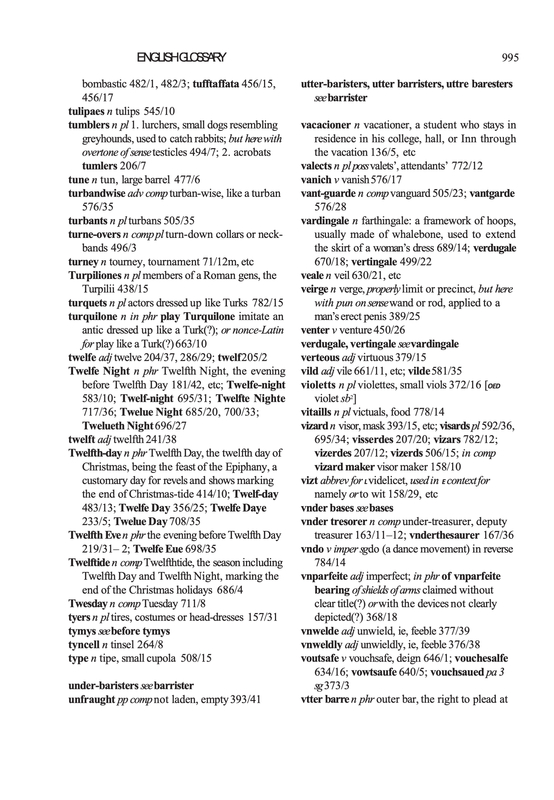 ENGLISH GLOSSARY 995
bombastic 482/1, 482/3; tufftaffata 456/15,
456/17
tulipaes n tulips 545/10
tumblers n pl 1. lurchers, small dogs resembling
greyhounds, used to catch rabbits; but here with
overtone of sense testicles 494/7; 2. acrobats
tumlers 206/7
tune n tun, large barrel 477/6
turbandwise adv comp turban-wise, like a turban
576/35
turbants n pl turbans 505/35
turne-overs n comp pl turn-down collars or neck-
bands 496/3
turney n tourney, tournament 71/12m, etc
Turpiliones n pl members of a Roman gens, the
Turpilii 438/15
turquets n pl actors dressed up like Turks 782/15
turquilone n in phr play Turquilone imitate an
antic dressed up like a Turk(?); or nonce-Latin
for play like a Turk(?) 663/10
twelfe adj twelve 204/37, 286/29; twelf 205/2
Twelfe Night n phr Twelfth Night, the evening
before Twelfth Day 181/42, etc; Twelfe-night
583/10; Twelf-night 695/31; Twelfte Nighte
717/36; Twelue Night 685/20, 700/33;
Twelueth Night 696/27
twelft adj twelfth 241/38
Twelfth-day n phr Twelfth Day, the twelfth day of
Christmas, being the feast of the Epiphany, a
customary day for revels and shows marking
the end of Christmas-tide 414/10; Twelf-day
483/13; Twelfe Day 356/25; Twelfe Daye
233/5; Twelue Day 708/35
Twelfth Eve n phr the evening before Twelfth Day
219/31– 2; Twelfe Eue 698/35
Twelftide n comp Twelfthtide, the season including
Twelfth Day and Twelfth Night, marking the
end of the Christmas holidays 686/4
Twesday n comp Tuesday 711/8
tyers n pl tires, costumes or head-dresses 157/31
tymys see before tymys
tyncell n tinsel 264/8
type n tipe, small cupola 508/15
under-baristers see barrister
unfraught pp comp not laden, empty 393/41
utter-baristers, utter barristers, uttre baresters
see barrister
vacacioner n vacationer, a student who stays in
residence in his college, hall, or Inn through
the vacation 136/5, etc
valects n pl poss valets', attendants' 772/12
vanich v vanish 576/17
vant-guarde n comp vanguard 505/23; vantgarde
576/28
vardingale n farthingale: a framework of hoops,
usually made of whalebone, used to extend
the skirt of a woman's dress 689/14; verdugale
670/18; vertingale 499/22
veale n veil 630/21, etc
veirge n verge, properly limit or precinct, but here
with pun on sense wand or rod, applied to a
man's erect penis 389/25
venter v venture 450/26
verdugale, vertingale see vardingale
verteous adj virtuous 379/15
vild adj vile 661/11, etc; vilde 581/35
violetts n pl violettes, small viols 372/16 [OED
violet sb²]
vitaills n pl victuals, food 778/14
vizard n visor, mask 393/15, etc; visards pl 592/36,
695/34; visserdes 207/20; vizars 782/12;
vizerdes 207/12; vizerds 506/15; in comp
vizard maker visor maker 158/10
vizt abbrev for L videlicet, used in E context for
namely or to wit 158/29, etc
vnder bases see bases
vnder tresorer n comp under-treasurer, deputy
treasurer 163/11–12; vnderthesaurer 167/36
vndo v imper sg do (a dance movement) in reverse
784/14
vnparfeite adj imperfect; in phr of vnparfeite
bearing of shields of arms claimed without
clear title(?) or with the devices not clearly
depicted(?) 368/18
vnwelde adj unwield, ie, feeble 377/39
vnweldly adj unwieldly, ie, feeble 376/38
voutsafe v vouchsafe, deign 646/1; vouchesalfe
634/16; vowtsaufe 640/5; vouchsaued pa 3
sg 373/3
vtter barre n phr outer bar, the right to plead at